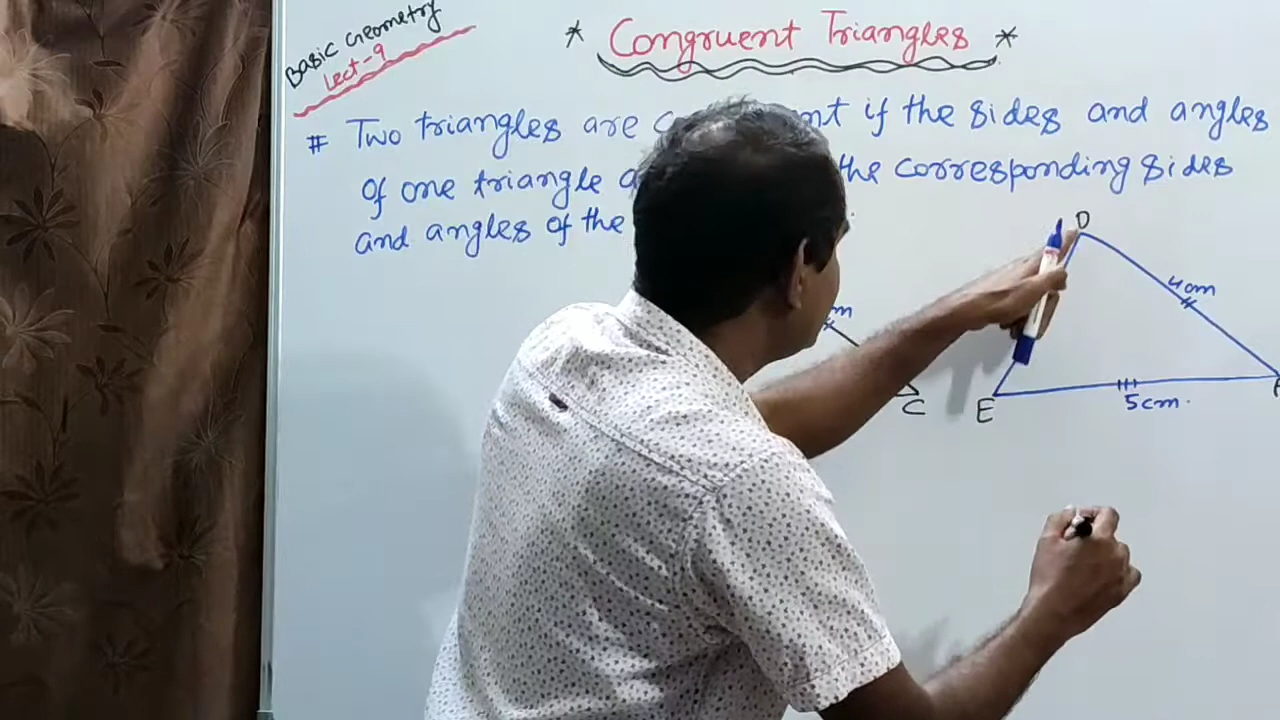 Basic Geometry
Lect-9
* Congruent Triangles *
# Two triangles are if the sides and angles
of one triangle the corresponding sides
and angles of the
D
4cm
E
5cm.
C